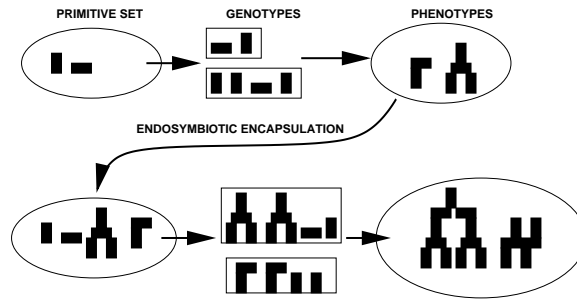 PRIMITIVE SET
GENOTYPES
PHENOTYPES
ENDOSYMBIOTIC ENCAPSULATION